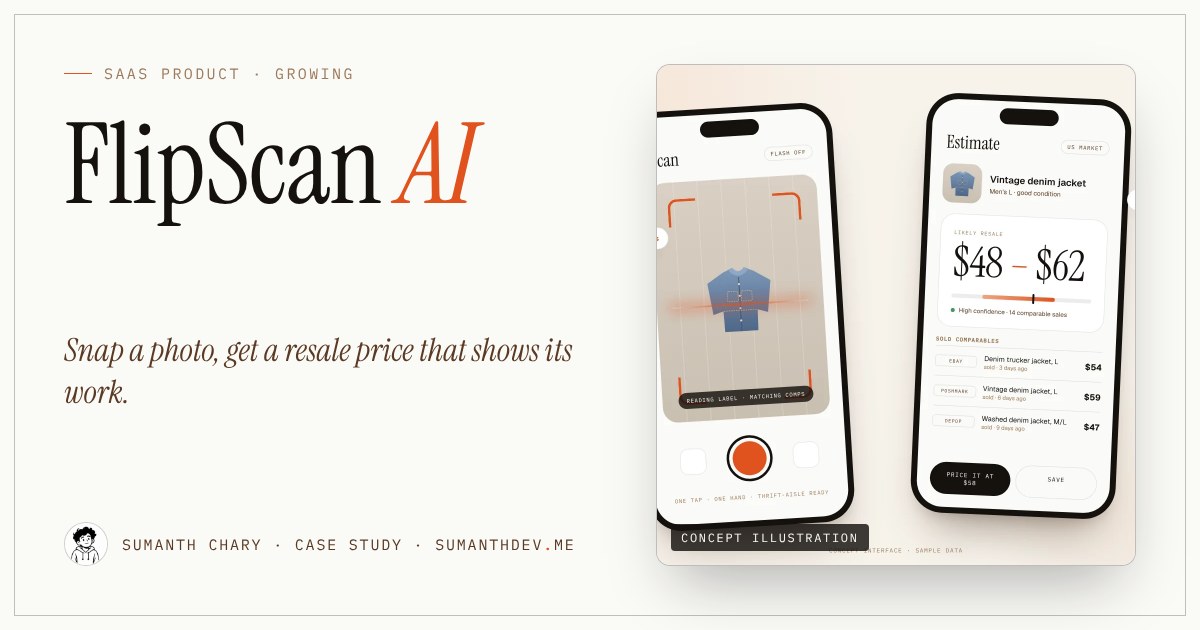 SAAS PRODUCT · GROWING
FlipScan AI
Snap a photo, get a resale price that shows its
work.
SUMANTH CHARY · CASE STUDY · SUMANTHDEV.ME
can
FLASH OFF
READING LABEL · MATCHING COMPS
ONE TAP · ONE HAND · THRIFT-AISLE READY
Estimate
US MARKET
Vintage denim jacket
Men's L · good condition
LIKELY RESALE
$48 – $62
High confidence · 14 comparable sales
SOLD COMPARABLES
EBAY Denim trucker jacket, L $54
sold · 3 days ago
POSHMARK Vintage denim jacket, L $59
sold · 6 days ago
DEPOP Washed denim jacket, M/L $47
sold · 9 days ago
PRICE IT AT
$58
SAVE
CONCEPT ILLUSTRATION
INTERFACE · SAMPLE DATA